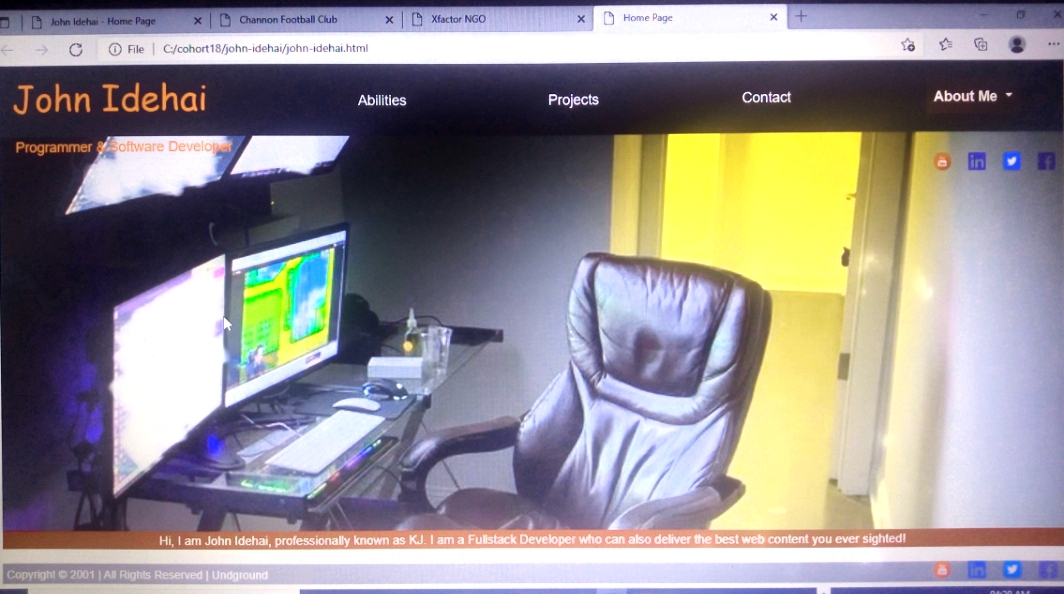 John Idehai - Home Page
Channon Football Club
Xfactor NGO
Home Page
File | C:/cohort18/john-idehai/john-idehai.html
John Idehai
Abilities
Projects
Contact
About Me
Programmer & Software Developer
in
f
Hi, I am John Idehai, professionally known as KJ. I am a Fullstack Developer who can also deliver the best web content you ever sighted!
Copyright © 2001 | All Rights Reserved | Undground
in
f